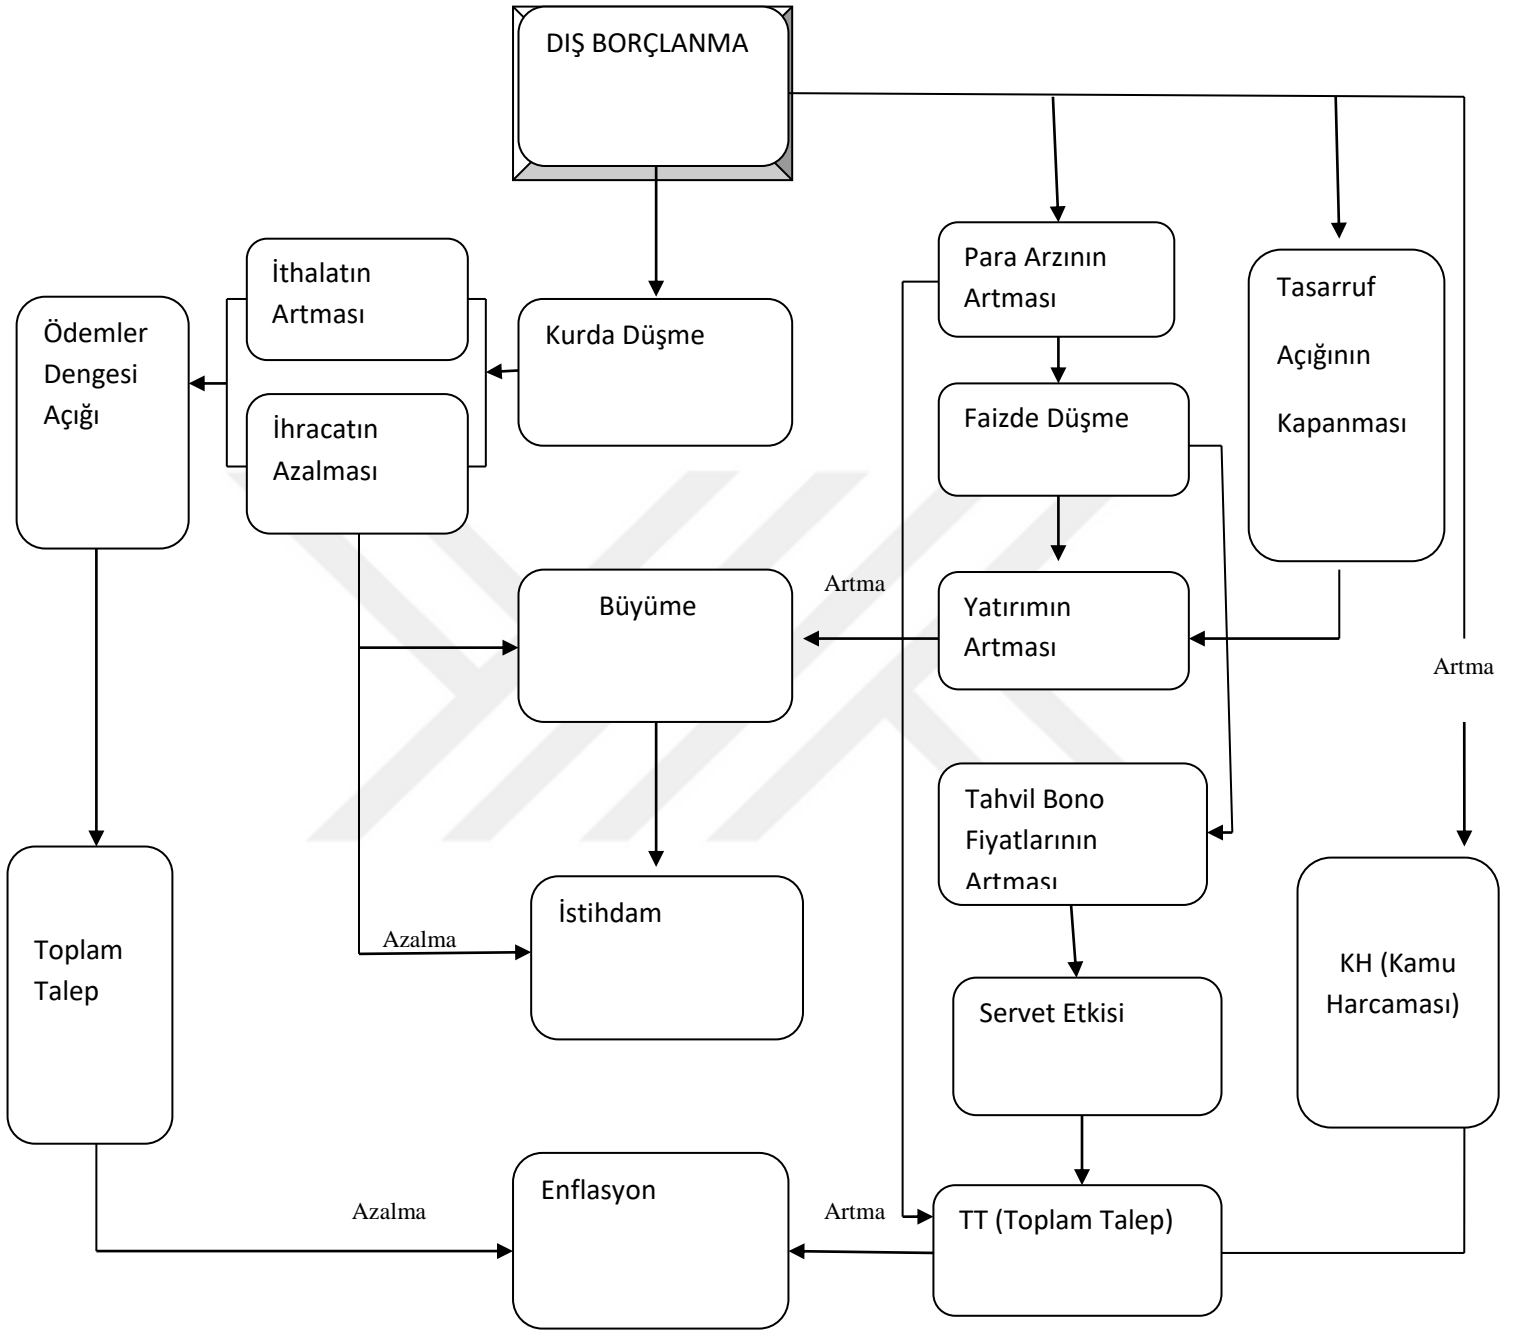 DIŞ BORÇLANMA
Para Arzının
Artması
İthalatın
Artması
Tasarruf
Açığının
Kapanması
Ödemler
Dengesi
Açığı
Kurda Düşme
Faizde Düşme
İhracatın
Azalması
Artma
Büyüme
Yatırımın
Artması
Artma
Tahvil Bono
Fiyatlarının
Artması
İstihdam
Azalma
Toplam
Talep
KH (Kamu
Harcaması)
Servet Etkisi
Enflasyon
Azalma
Artma
TT (Toplam Talep)